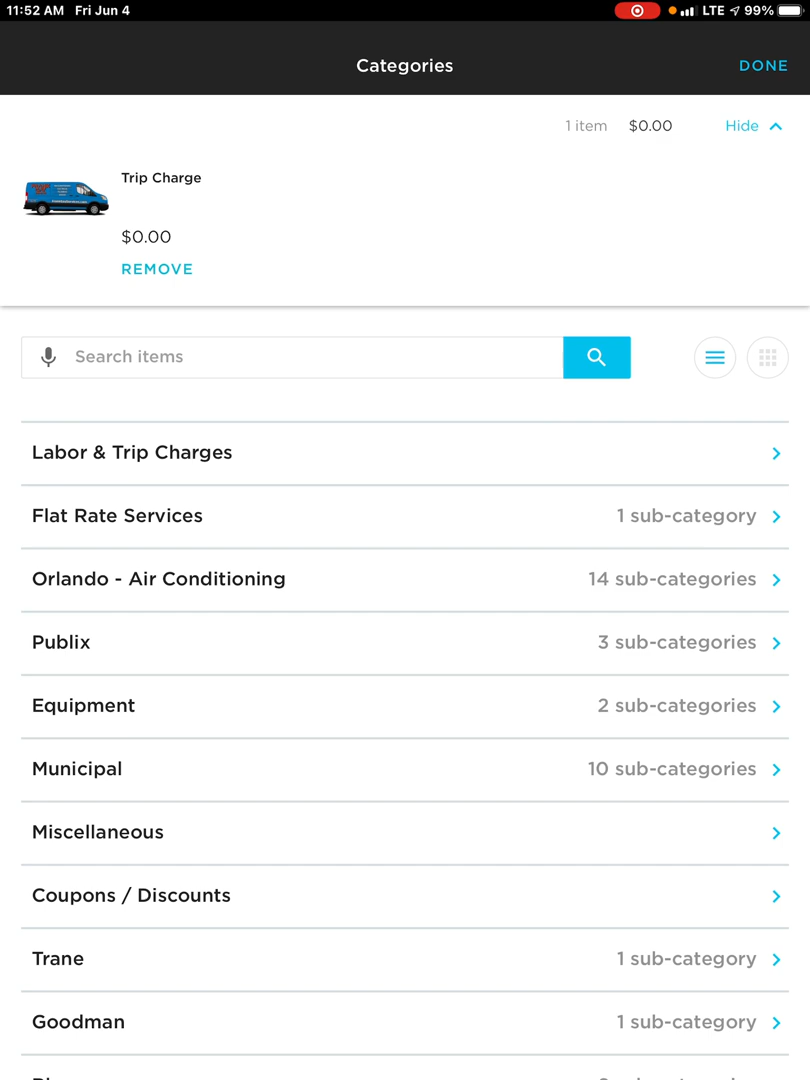 11:52 AM Fri Jun 4 LTE 99%
Categories DONE
1 item $0.00 Hide
Trip Charge
$0.00
REMOVE
Search items
Labor & Trip Charges
Flat Rate Services 1 sub-category
Orlando - Air Conditioning 14 sub-categories
Publix 3 sub-categories
Equipment 2 sub-categories
Municipal 10 sub-categories
Miscellaneous
Coupons / Discounts
Trane 1 sub-category
Goodman 1 sub-category